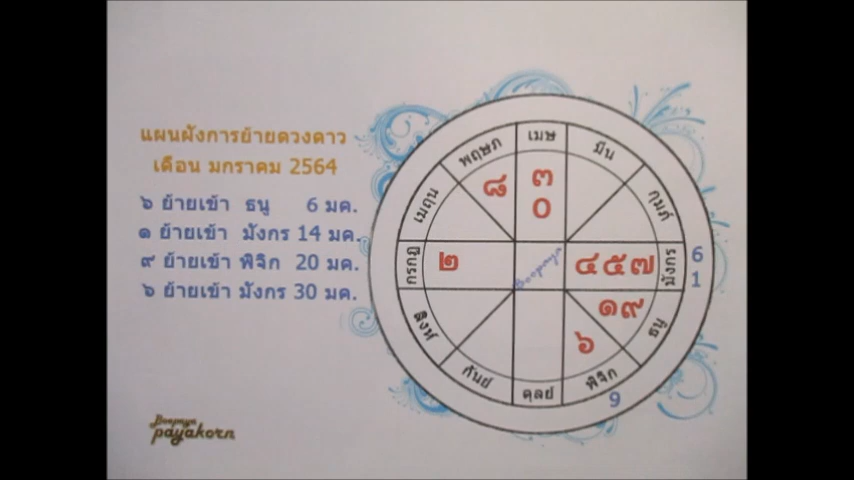 แผนผังการย้ายดวงดาว
เดือน มกราคม 2564
๖ ย้ายเข้า ธนู 6 มค.
๑ ย้ายเข้า มังกร 14 มค.
๙ ย้ายเข้า พิจิก 20 มค.
๖ ย้ายเข้า มังกร 30 มค.
เมษ
พฤษภ
เมถุน
กรกฏ
สิงห์
กันย์
ตุลย์
พิจิก
ธนู
มังกร
กุมภ์
มีน
๘
๓
0
๒
๔๕๗
๑๙
๖
6
1
9
Boopaya
Boopaya
payakorn